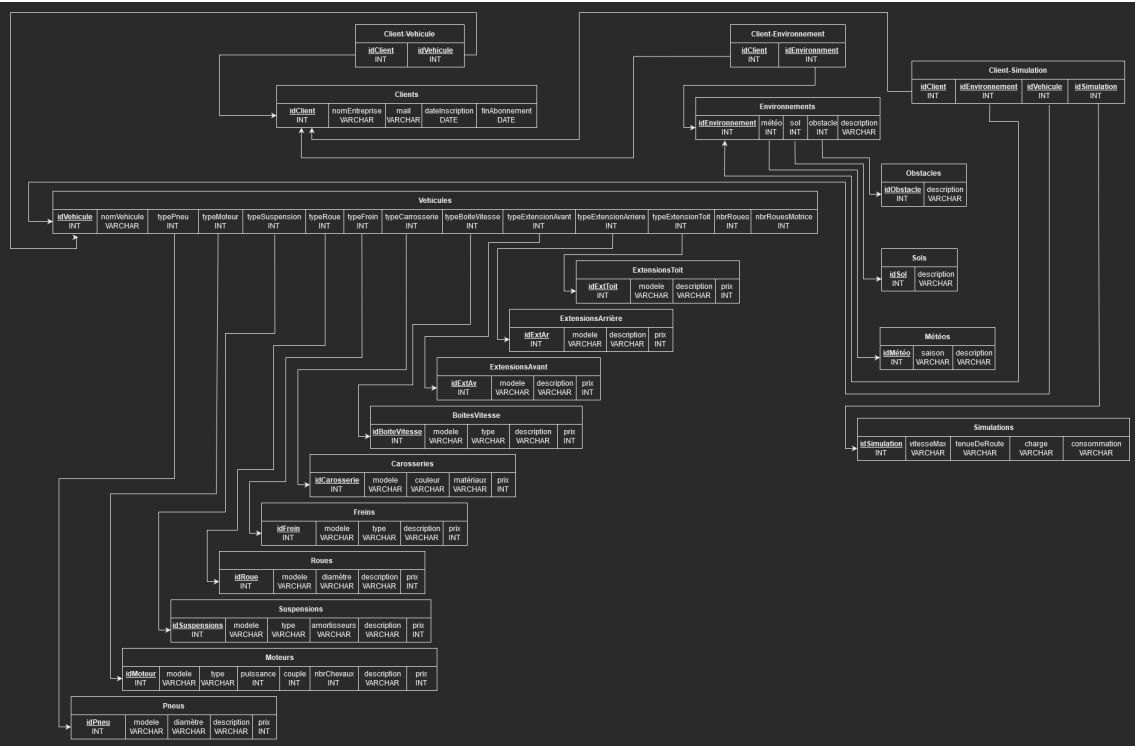 Client-Vehicule
idClient idVehicule
INT INT
Client-Environnement
idClient idEnvironnment
INT INT
Client-Simulation
idClient idEnvironnement idVehicule idSimulation
INT INT INT INT
Clients
idClient nomEntreprise mail dateInscription finAbonnement
INT VARCHAR VARCHAR DATE DATE
Environnements
idEnvironnement météo sol obstacle description
INT INT INT INT VARCHAR
Obstacles
idObstacle description
INT VARCHAR
Vehicules
idVehicule nomVehicule typePneu typeMoteur typeSuspension typeRoue typeFrein typeCarrosserie typeBoiteVitesse typeExtensionAvant typeExtensionArriere typeExtensionToit nbrRoues nbrRouesMotrice
INT VARCHAR INT INT INT INT INT INT INT INT INT INT INT INT
Sols
idSol description
INT VARCHAR
ExtensionsToit
idExtToit modele description prix
INT VARCHAR VARCHAR INT
ExtensionsArrière
idExtAr modele description prix
INT VARCHAR VARCHAR INT
Météos
idMétéo saison description
INT VARCHAR VARCHAR
ExtensionsAvant
idExtAv modele description prix
INT VARCHAR VARCHAR INT
BoitesVitesse
idBoiteVitesse modele type description prix
INT VARCHAR VARCHAR VARCHAR INT
Simulations
idSimulation vitesseMax tenueDeRoute charge consommation
INT VARCHAR VARCHAR VARCHAR VARCHAR
Carosseries
idCarosserie modele couleur matériaux prix
INT VARCHAR VARCHAR VARCHAR INT
Freins
idFrein modele type description prix
INT VARCHAR VARCHAR VARCHAR INT
Roues
idRoue modele diamètre description prix
INT VARCHAR VARCHAR VARCHAR INT
Suspensions
idSuspensions modele type amortisseurs description prix
INT VARCHAR VARCHAR VARCHAR VARCHAR INT
Moteurs
idMoteur modele type puissance couple nbrChevaux description prix
INT VARCHAR VARCHAR INT INT INT VARCHAR INT
Pneus
idPneu modele diamètre description prix
INT VARCHAR VARCHAR VARCHAR INT